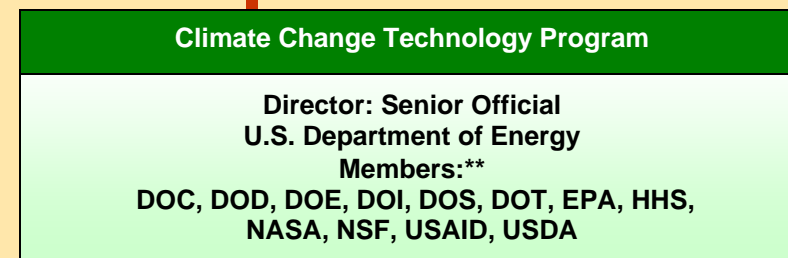 Climate Change Technology Program
Director: Senior Official
U.S. Department of Energy
Members:**
DOC, DOD, DOE, DOI, DOS, DOT, EPA, HHS,
NASA, NSF, USAID, USDA